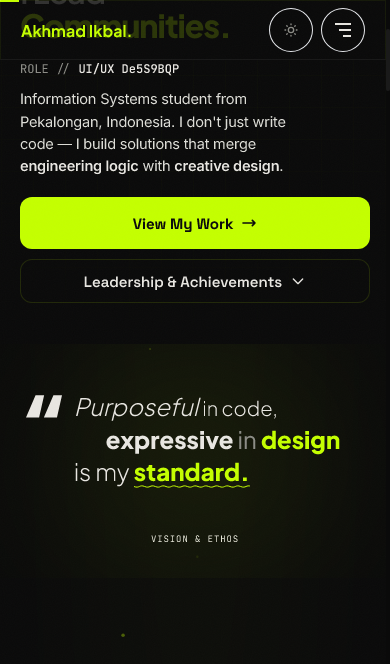 Communities.
Akhmad Ikbal.
ROLE // UI/UX De5S9BQP
Information Systems student from
Pekalongan, Indonesia. I don't just write
code — I build solutions that merge
engineering logic with creative design.
View My Work →
Leadership & Achievements
" Purposeful in code,
expressive in design
is my standard.
VISION & ETHOS